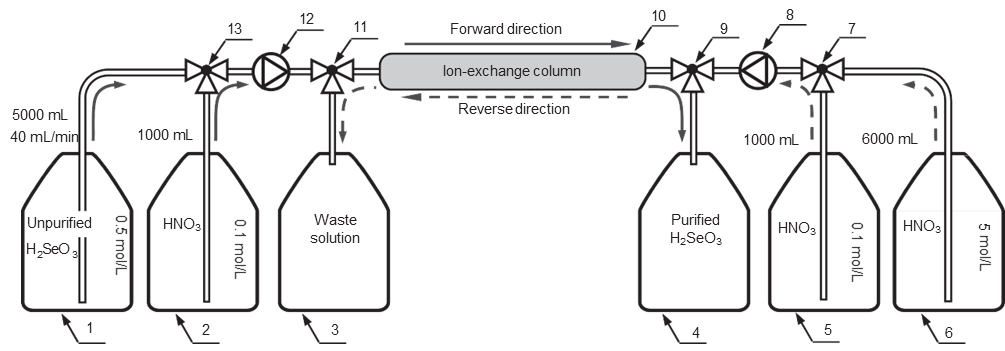 12
10
8
13
11
9
7
Forward direction
Ion-exchange column
Reverse direction
5000 mL
40 mL/min
1000 mL
1000 mL
6000 mL
Unpurified
H₂SeO₃
0.5 mol/L
HNO₃
0.1 mol/L
Waste
solution
Purified
H₂SeO₃
HNO₃
0.1 mol/L
HNO₃
5 mol/L
1
2
3
4
5
6